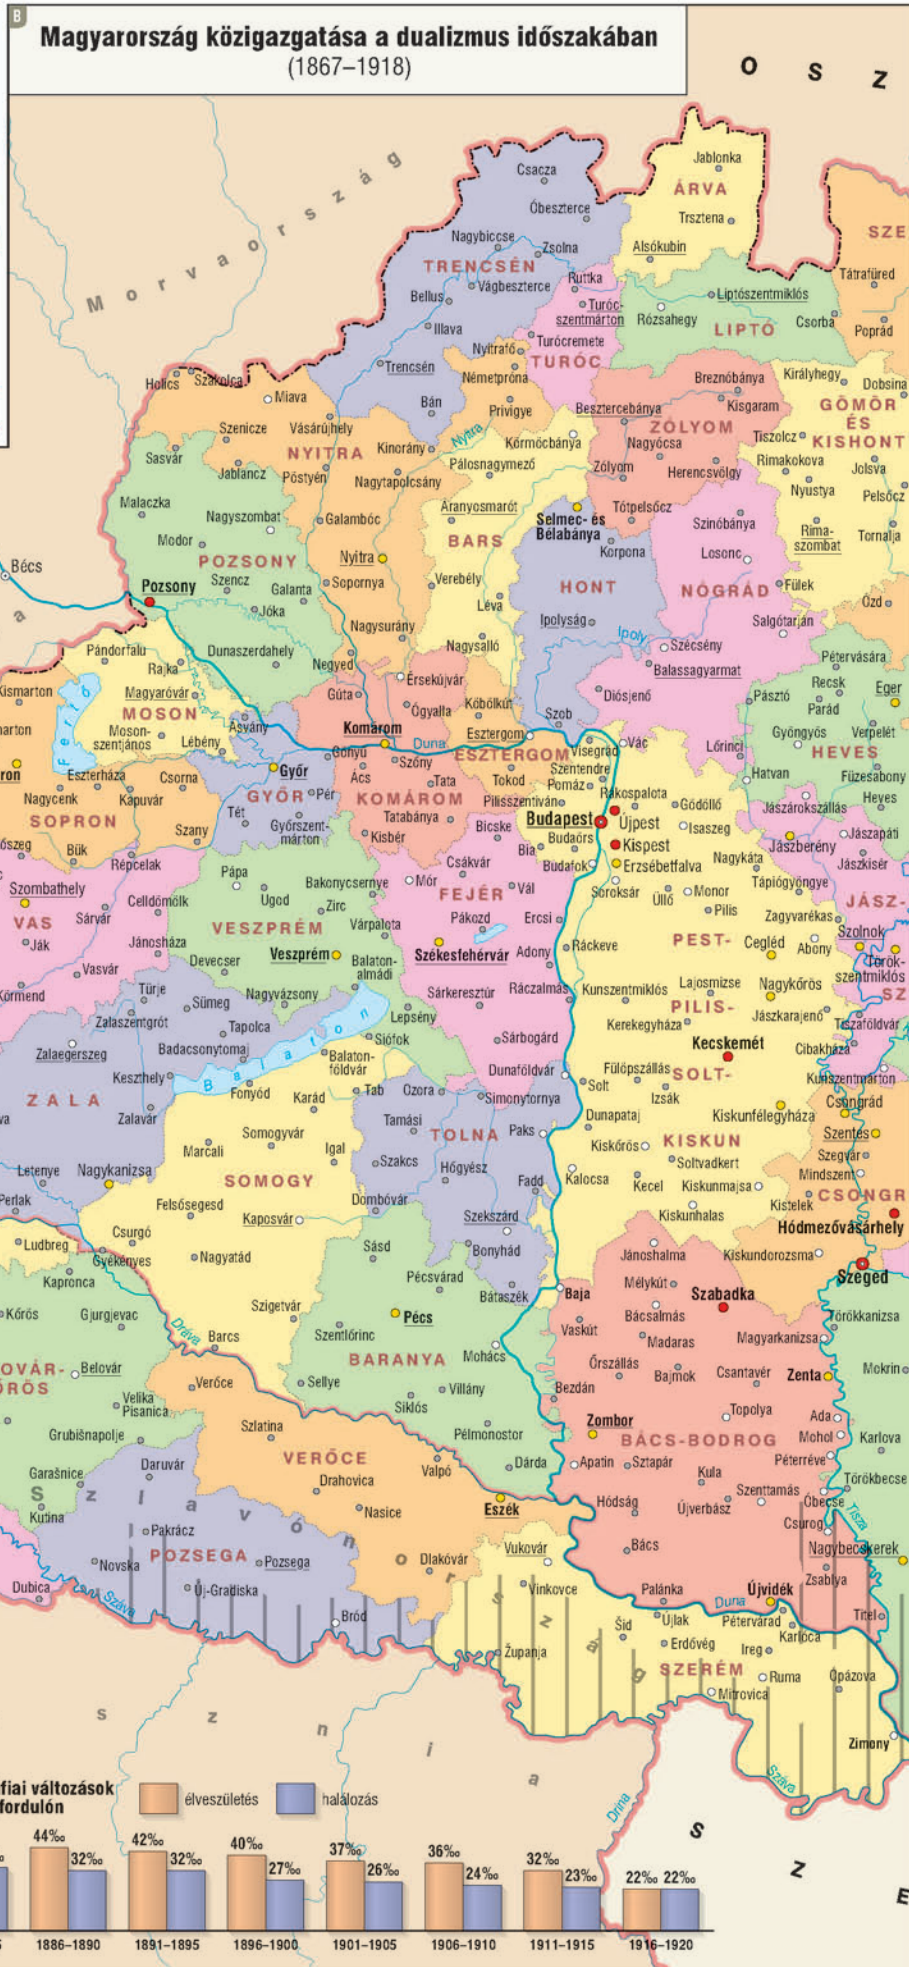 B
Magyarország közigazgatása a dualizmus időszakában
(1867–1918)
O S Z
Morvaország
Csacza
Jablonka
ÁRVA
Óbeszterce
Trsztena
Nagybiccse
Zsolna
Alsókubin
SZE
TRENCSÉN
Ruttka
Vágbeszterce
Tátrafüred
Bellus
Turóc-
szentmárton
Liptószentmiklós
Rózsahegy
Csorba
Illava
LIPTÓ
Poprád
Turócremete
Nyitrafő
TURÓC
Trencsén
Németpróna
Holics
Szakolca
Breznóbánya
Királyhegy
Dobsina
Miava
Bán
Privigye
Besztercebánya
Kisgaram
GÖMÖR
ÉS
KISHONT
Szenicze
Vásárújhely
ZÓLYOM
Kinorány
Nyitra
Körmöcbánya
Nagyócsa
Tiszolcz
Sasvár
NYITRA
Pálosnagymező
Zólyom
Herencsvölgy
Rimakokova
Jolsva
Jabláncz
Pöstyén
Nagytapolcsány
Nyustya
Pelsőcz
Malaczka
Aranyosmarót
Tótpelsőcz
Nagyszombat
Galambóc
Selmec- és
Bélabánya
Szinóbánya
Rima-
szombat
Tornalja
Modor
BARS
Korpona
Losonc
POZSONY
Nyitra
Bécs
Szencz
Galanta
Sopornya
Verebély
HONT
NÓGRÁD
Fülek
Pozsony
Jóka
Léva
Ózd
Nagysurány
Ipolyság
Ipoly
Salgótarján
Pándorfalu
Dunaszerdahely
Nagysalló
Szécsény
Rajka
Negyed
Balassagyarmat
Pétervására
Kismarton
Magyaróvár
Gúta
Érsekújvár
Diósjenő
Pásztó
Recsk
Eger
Fertő
MOSON
Ásvány
Ógyalla
Köbölkút
Szob
Parád
Moson-
szentjános
Lébény
Komárom
Duna
Esztergom
Gyöngyös
Verpelét
Gönyü
Szőny
ESZTERGOM
Visegrád
Vác
Lőrinci
HEVES
Eszterháza
Csorna
Győr
Ács
Szentendre
Hatvan
Füzesabony
Nagycenk
Kapuvár
GYŐR
Pér
KOMÁROM
Tata
Tokod
Pomáz
Rákospalota
Gödöllő
Heves
SOPRON
Tét
Tatabánya
Pilisszentiván
Jászárokszállás
Szany
Győrszent-
márton
Kisbér
Bicske
Budapest
Újpest
Isaszeg
Jászapáti
Bük
Bia
Budaörs
Kispest
Jászberény
Répcelak
Csákvár
Budafok
Erzsébetfalva
Nagykáta
Jászkisér
Szombathely
Pápa
Bakonycsernye
Mór
Vál
Soroksár
Üllő
Monor
Tápiógyöngye
Ugod
FEJÉR
Pilis
VAS
Celldömölk
Zirc
JÁSZ-
Sárvár
VESZPRÉM
Várpalota
Pákozd
Ercsi
Zagyvarékas
Ják
Jánosháza
PEST-
Cegléd
Abony
Szolnok
Devecser
Veszprém
Balaton-
almádi
Székesfehérvár
Adony
Ráckeve
Török-
szentmiklós
Vasvár
Körmend
Türje
Nagyvázsony
Sárkeresztúr
Ráczalmás
Kunszentmiklós
Lajosmizse
Nagykőrös
SZ
Sümeg
Zalaszentgrót
Tapolca
Lepsény
PILIS-
Jászkarajenő
Kerekegyháza
Tiszaföldvár
Zalaegerszeg
Badacsonytomaj
Siófok
Sárbogárd
Kecskemét
Cibakháza
Balaton
Balaton-
földvár
Keszthely
Dunaföldvár
Fülöpszállás
SOLT-
Kunszentmárton
Fonyód
Tab
Ozora
Solt
Izsák
ZALA
Karád
Simonytornya
Csongrád
Zalavár
Tamási
Dunapataj
Kiskunfélegyháza
Somogyvár
TOLNA
Paks
Szentes
Marcali
Igal
Kiskőrös
KISKUN
Szegvár
Letenye
Nagykanizsa
Szakcs
Högyész
Soltvadkert
Mindszent
SOMOGY
Kalocsa
Perlak
Felsősegesd
Dombóvár
Fadd
Kecel
Kiskunmajsa
CSONGR
Kistelek
Kaposvár
Szekszárd
Kiskunhalas
Hódmezővásárhely
Ludbreg
Csurgó
Bonyhád
Gyékényes
Nagyatád
Sásd
Jánoshalma
Kiskundorozsma
Kapronca
Szeged
Pécsvárad
Mélykút
Szigetvár
Bátaszék
Baja
Szabadka
Kőrös
Gjurgjevac
Pécs
Bácsalmás
Törökkanizsa
Dráva
Vaskút
Szentlőrinc
Madaras
Magyarkanizsa
Barcs
Mohács
OVÁR-
ŐRÖS
BARANYA
Őrszállás
Belovár
Bajmok
Csantavér
Zenta
Mokrin
Verőce
Sellye
Villány
Bezdán
Velika
Pisanica
Siklós
Topolya
Zombor
Ada
Szlatina
Pélmonostor
BÁCS-BODROG
Mohol
Karlova
Grubišnapolje
VERŐCE
Apatin
Sztapár
Péterréve
Daruvár
Valpó
Dárda
Kula
Törökbecse
Garašnice
Drahovica
Szenttamás
Hódság
Óbecse
Szlavónország
Eszék
Újverbász
Kutina
Nasice
Csurog
Tisza
Pakrácz
Vukovár
Bács
Nagybecskerek
POZSEGA
Pozsega
Dlakóvár
Novska
Zsablya
Vinkovce
Palánka
Újvidék
Dubica
Új-Gradiska
Duna
Titel
Száva
Bród
Újlak
Pétervárad
Šid
Karlóca
Županja
Erdővég
Ireg
SZERÉM
Ruma
Ópázova
Mitrovica
Zimony
Száva
s z n i a
Drina
S Z E
fiai változások
fordulón
élveszületés
halálozás
44‰ 32‰ 42‰ 32‰ 40‰ 27‰ 37‰ 26‰ 36‰ 24‰ 32‰ 23‰ 22‰ 22‰
1886–1890 1891–1895 1896–1900 1901–1905 1906–1910 1911–1915 1916–1920